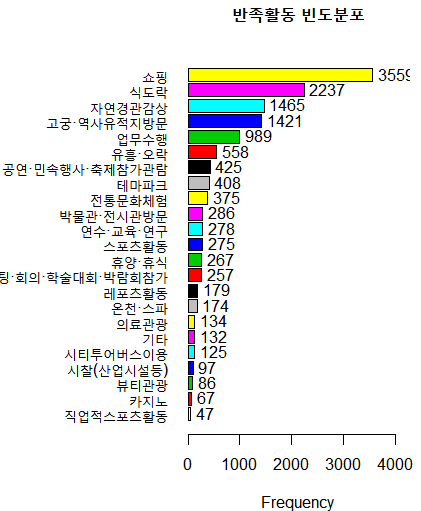 반족활동 빈도분포
쇼핑 3559
식도락 2237
자연경관감상 1465
고궁·역사유적지방문 1421
업무수행 989
유흥·오락 558
공연·민속행사·축제참가관람 425
테마파크 408
전통문화체험 375
박물관·전시관방문 286
연수·교육·연구 278
스포츠활동 275
휴양·휴식 267
팅·회의·학술대회·박람회참가 257
레포츠활동 179
온천·스파 174
의료관광 134
기타 132
시티투어버스이용 125
시찰(산업시설등) 97
뷰티관광 86
카지노 67
직업적스포츠활동 47
0 1000 2000 3000 4000
Frequency